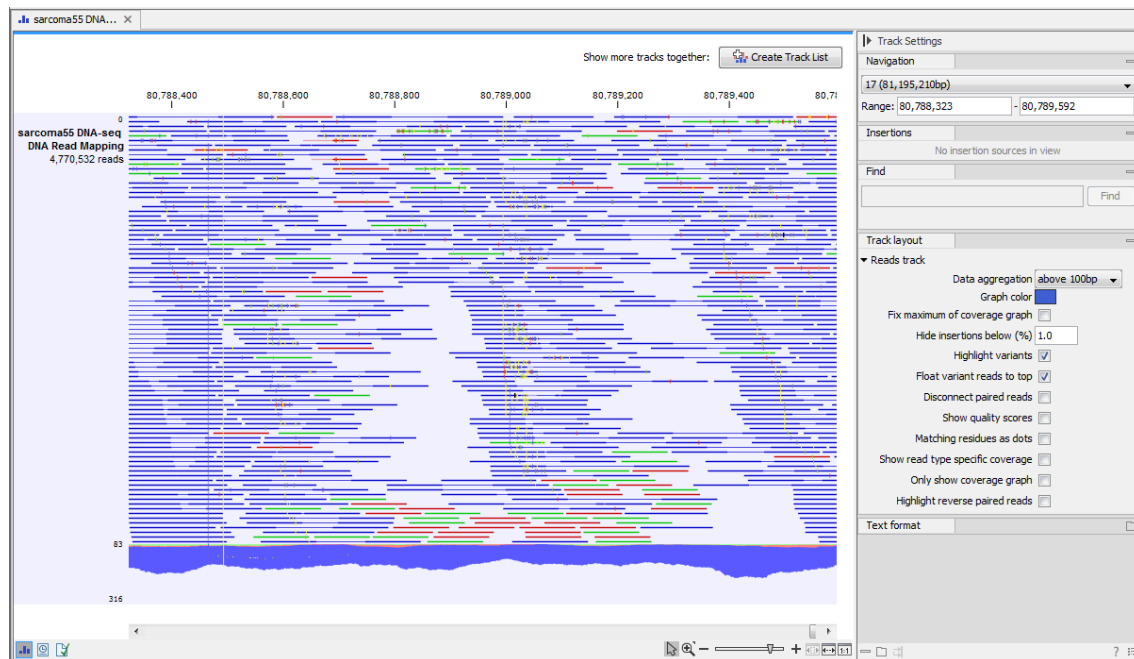 sarcoma55 DNA...
Show more tracks together: Create Track List
80,788,400 80,788,600 80,788,800 80,789,000 80,789,200 80,789,400 80,7
0
sarcoma55 DNA-seq
DNA Read Mapping
4,770,532 reads
83
316
Track Settings
Navigation
17 (81,195,210bp)
Range: 80,788,323 - 80,789,592
Insertions
No insertion sources in view
Find
Find
Track layout
Reads track
Data aggregation above 100bp
Graph color
Fix maximum of coverage graph
Hide insertions below (%) 1.0
Highlight variants
Float variant reads to top
Disconnect paired reads
Show quality scores
Matching residues as dots
Show read type specific coverage
Only show coverage graph
Highlight reverse paired reads
Text format
1:1
?